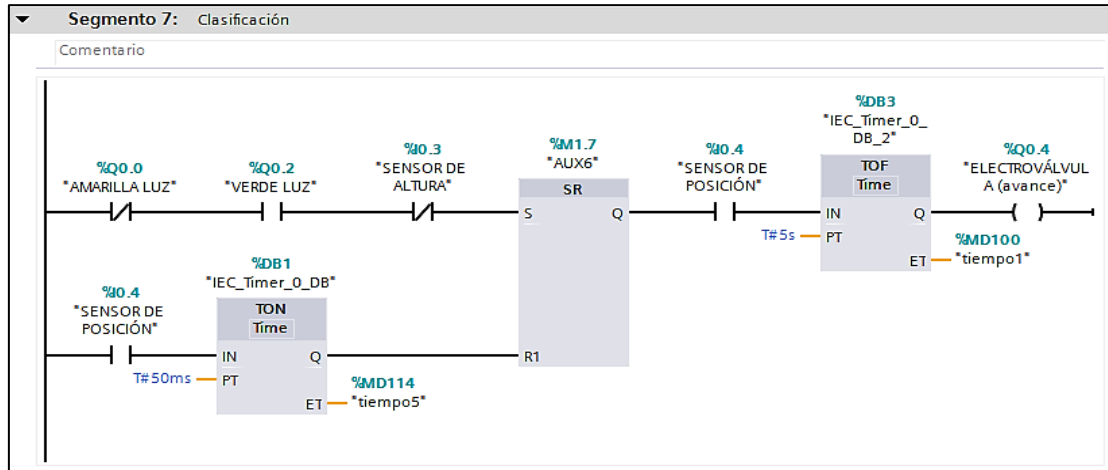 Segmento 7: Clasificación
Comentario
%Q0.0
"AMARILLA LUZ"
%Q0.2
"VERDE LUZ"
%I0.3
"SENSOR DE
ALTURA"
%M1.7
"AUX6"
SR
S
Q
R1
%I0.4
"SENSOR DE
POSICIÓN"
%DB3
"IEC_Timer_0_
DB_2"
TOF
Time
IN
Q
T#5s
PT
ET
%MD100
"tiempo1"
%Q0.4
"ELECTROVÁLVUL
A (avance)"
%I0.4
"SENSOR DE
POSICIÓN"
%DB1
"IEC_Timer_0_DB"
TON
Time
IN
Q
T#50ms
PT
ET
%MD114
"tiempo5"